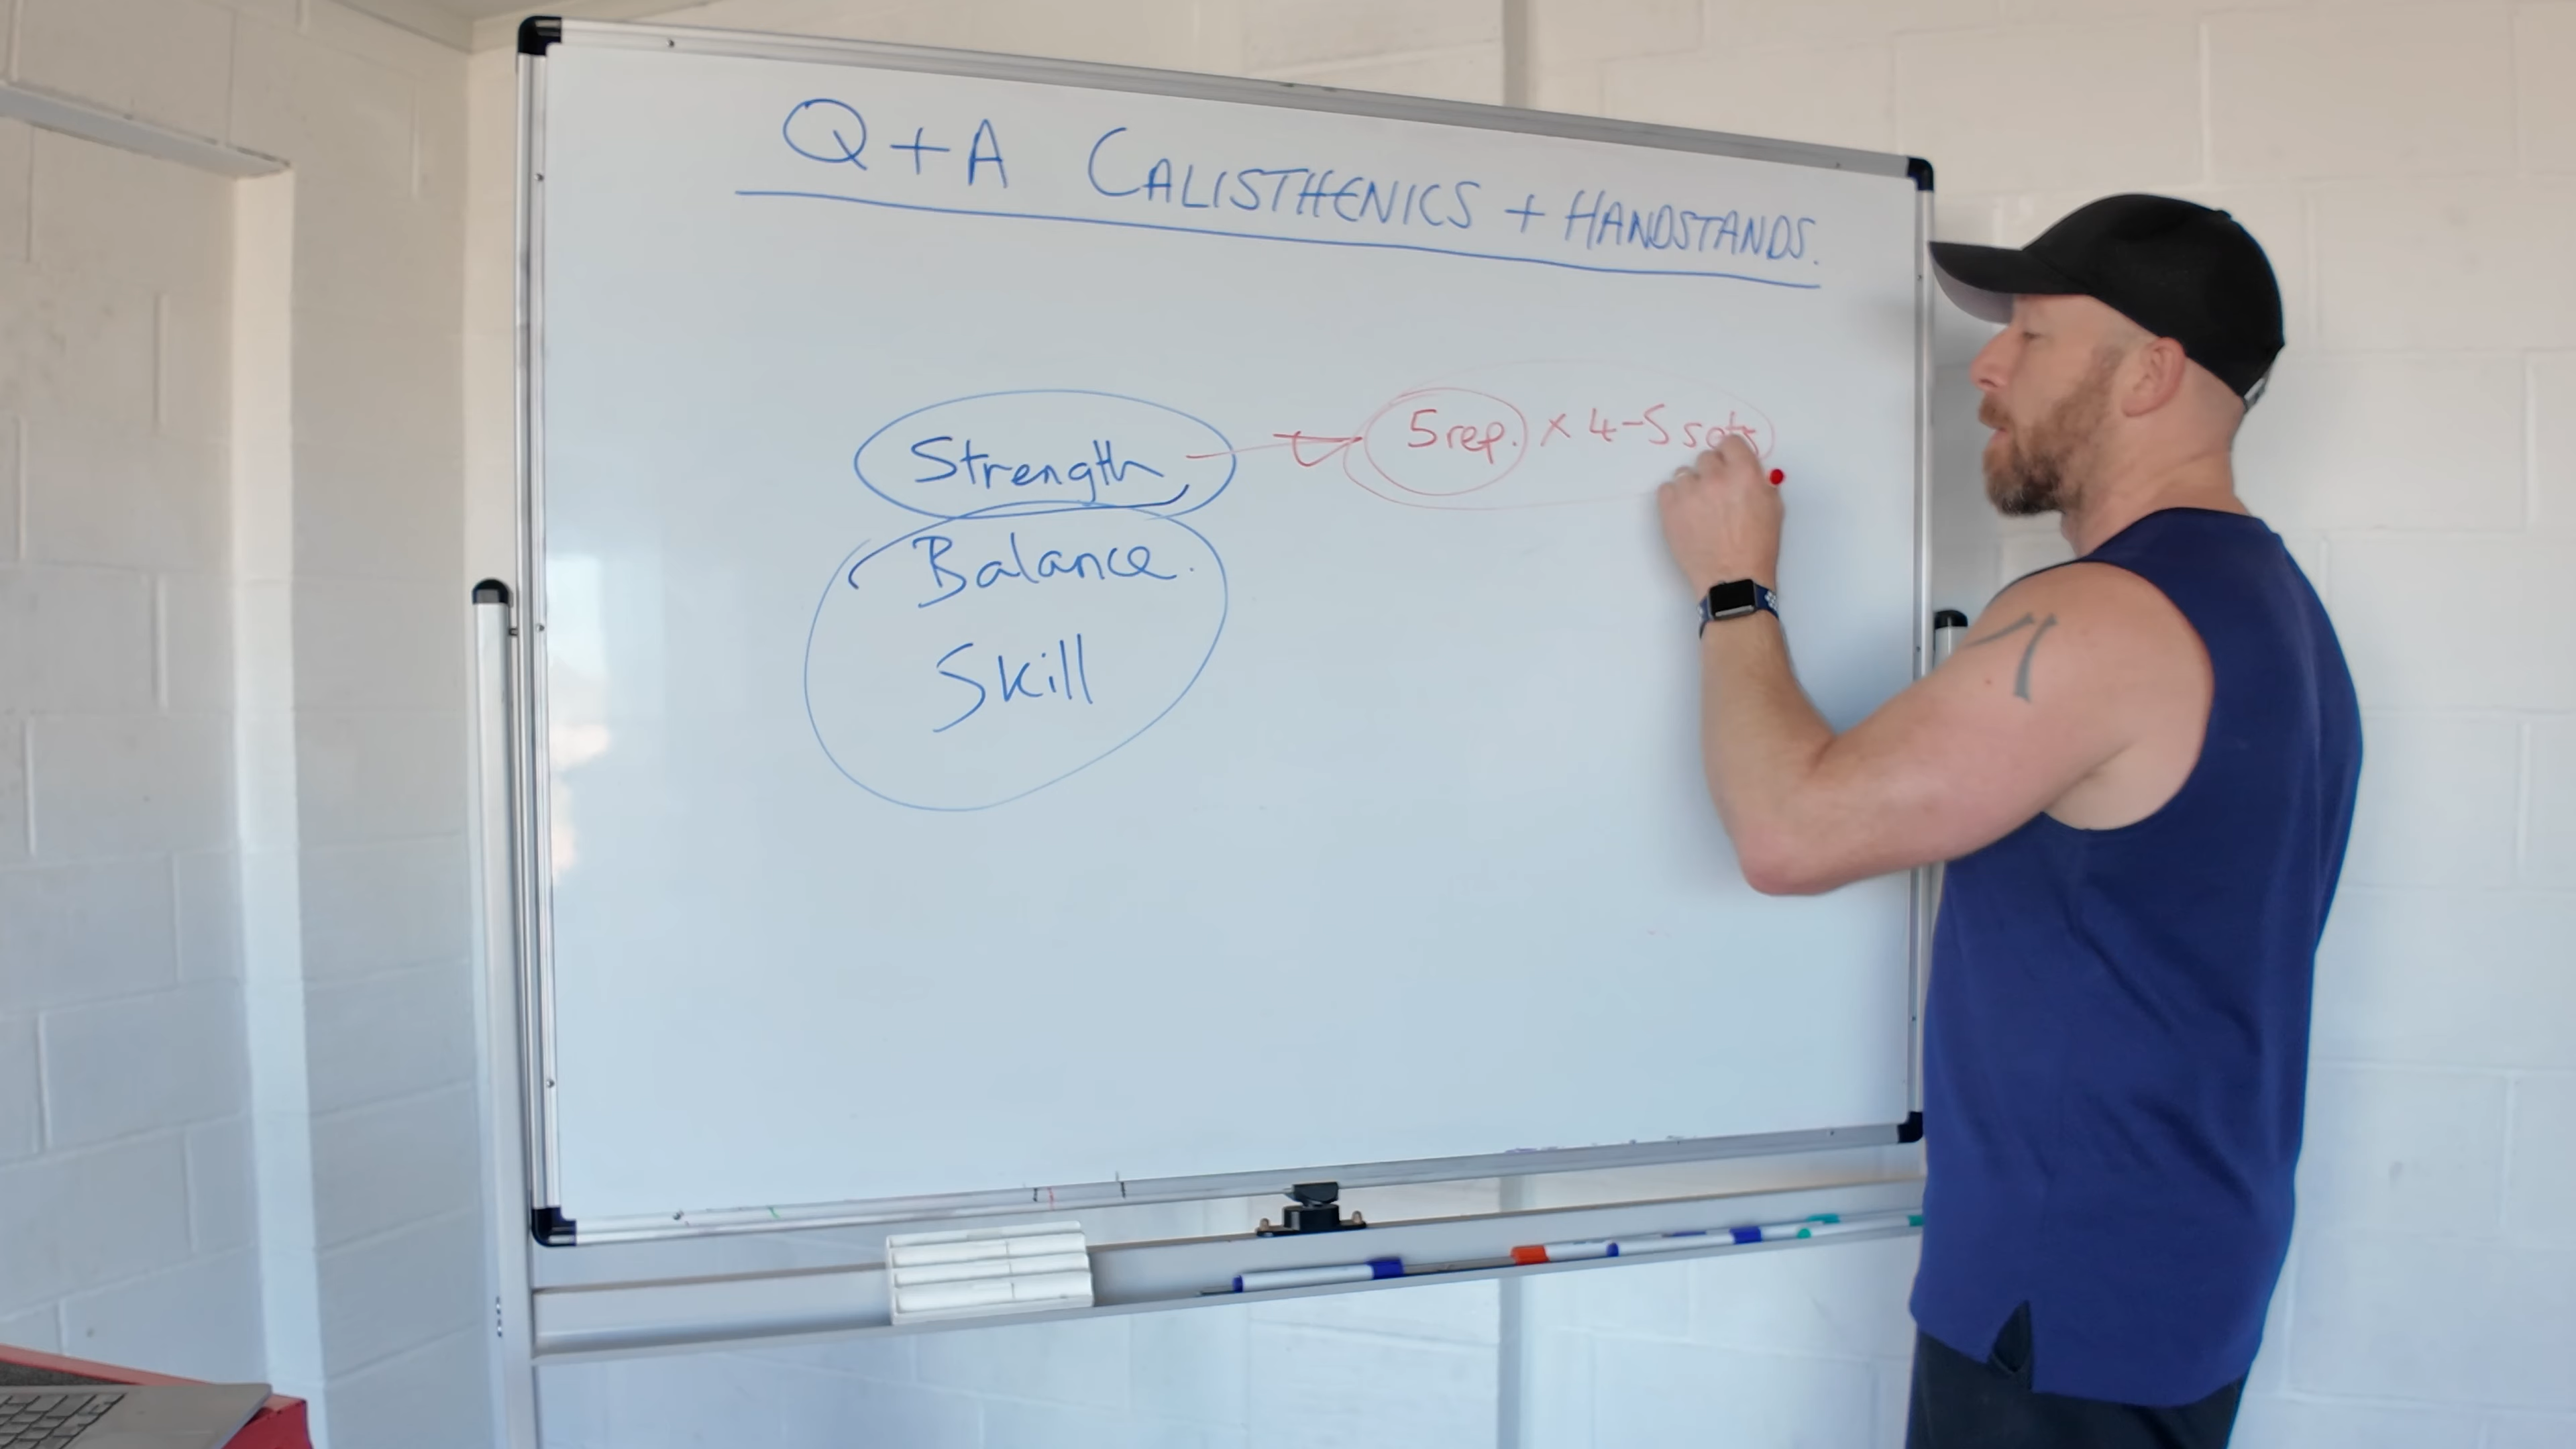 Q + A CALISTHENICS + HANDSTANDS.
Strength 5 rep. x 4-5 sets
Balance.
Skill